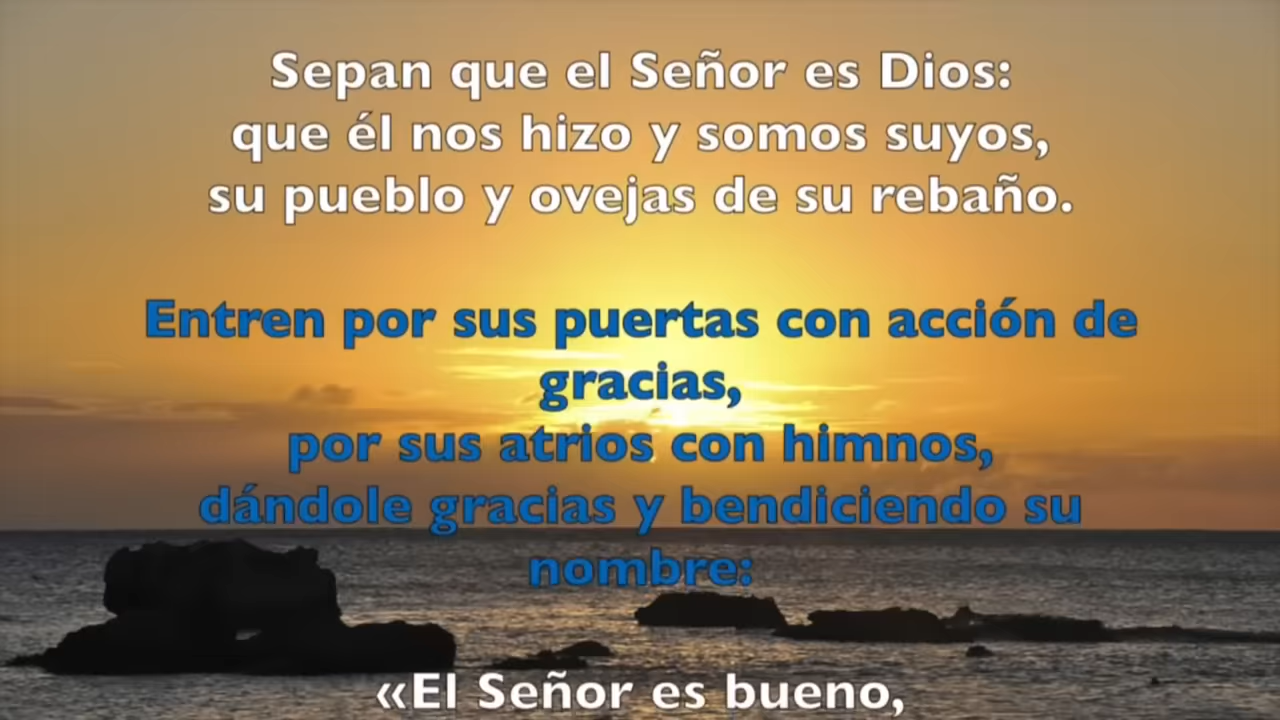 Sepan que el Señor es Dios:
que él nos hizo y somos suyos,
su pueblo y ovejas de su rebaño.
Entren por sus puertas con acción de
gracias,
por sus atrios con himnos,
dándole gracias y bendiciendo su
nombre:
«El Señor es bueno,